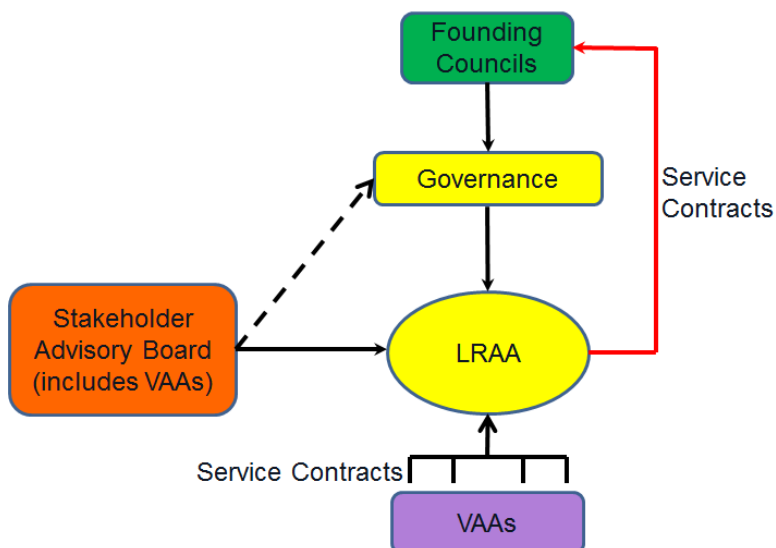 Founding
Councils
Governance
Service
Contracts
Stakeholder
Advisory Board
(includes VAAs)
LRAA
Service Contracts
VAAs